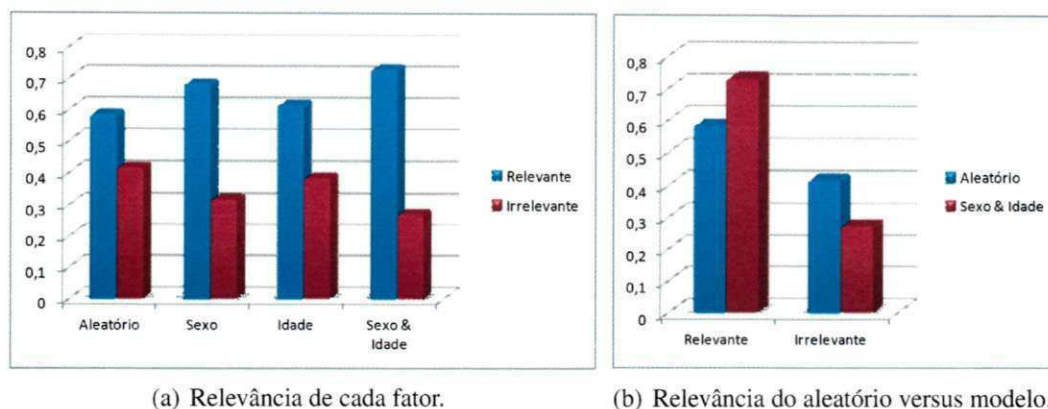 0,8
0,7
0,6
0,5
0,4
0,3
0,2
0,1
0
Aleatório Sexo Idade Sexo &
Idade
Relevante
Irrelevante
(a) Relevância de cada fator.
0,8
0,7
0,6
0,5
0,4
0,3
0,2
0,1
0
Relevante Irrelevante
Aleatório
Sexo & Idade
(b) Relevância do aleatório versus modelo.